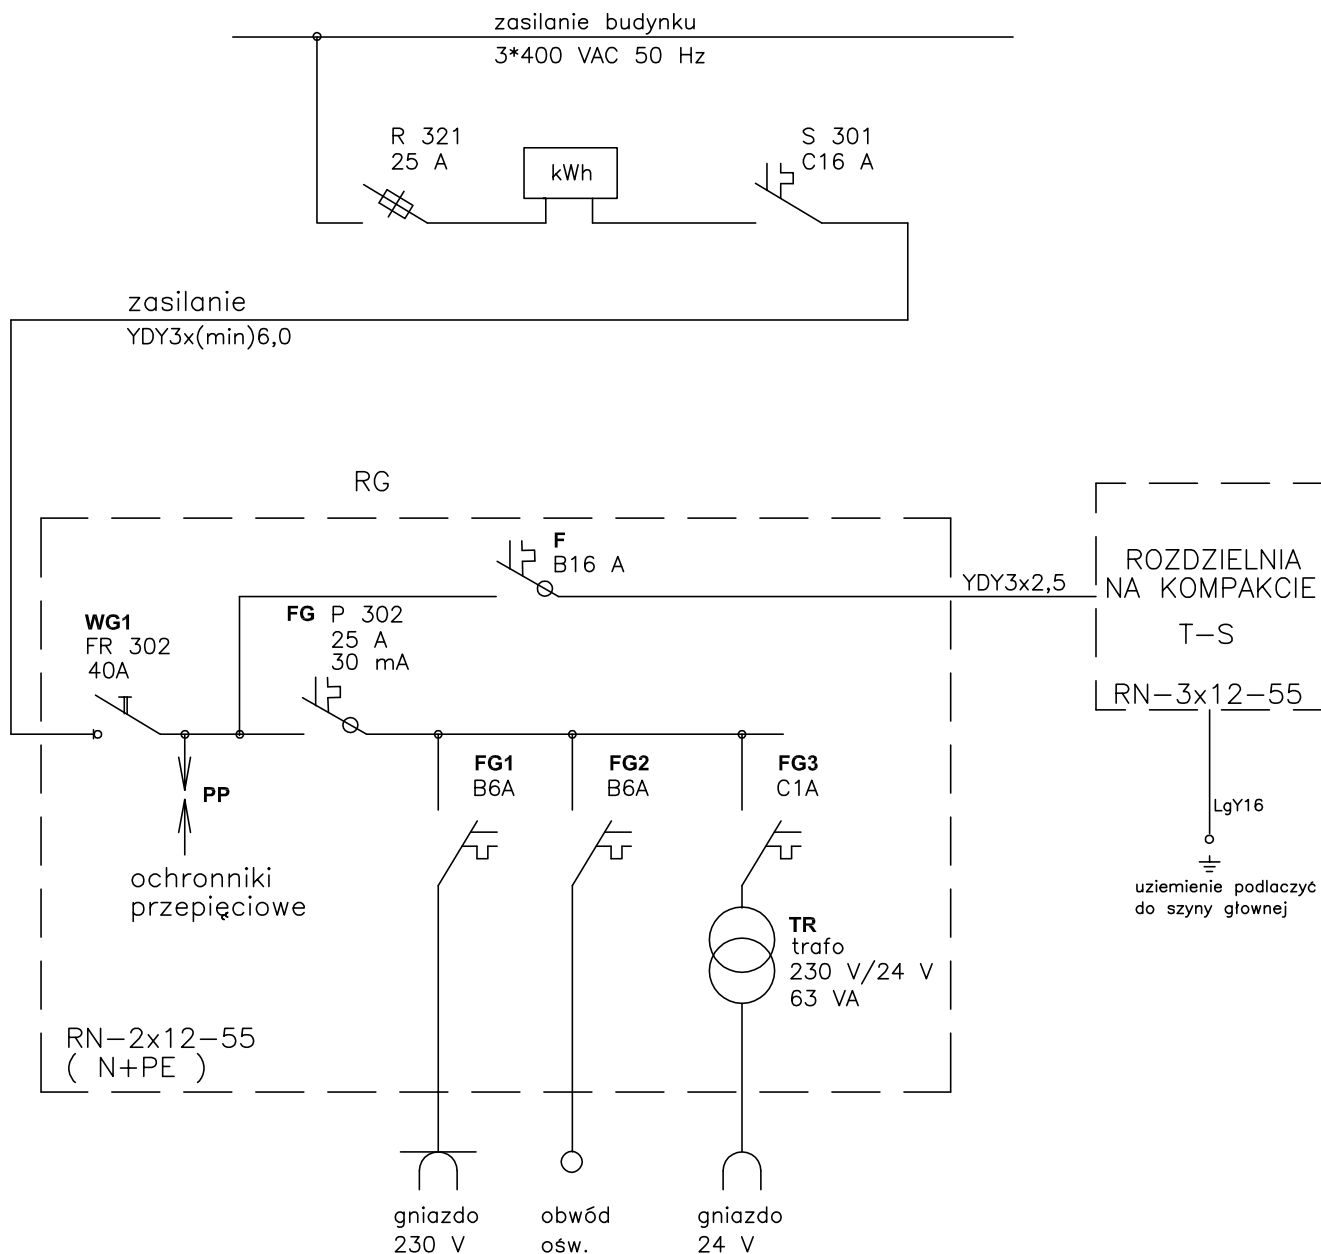 zasilanie budynku
3*400 VAC 50 Hz
R 321
25 A
kWh
S 301
C16 A
zasilanie
YDY3x(min)6,0
RG
F
B16 A
YDY3x2,5
ROZDZIELNIA
NA KOMPAKCIE
T-S
RN-3x12-55
WG1
FR 302
40A
FG P 302
25 A
30 mA
PP
ochronniki
przepięciowe
FG1
B6A
FG2
B6A
FG3
C1A
LgY16
uziemienie podlaczyć
do szyny głownej
TR
trafo
230 V/24 V
63 VA
RN-2x12-55
( N+PE )
gniazdo
230 V
obwód
ośw.
gniazdo
24 V